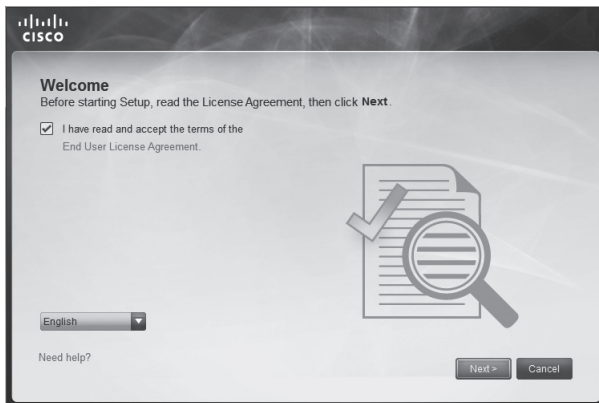 CISCO
Welcome
Before starting Setup, read the License Agreement, then click Next.
I have read and accept the terms of the
End User License Agreement.
English
Need help?
Next >
Cancel